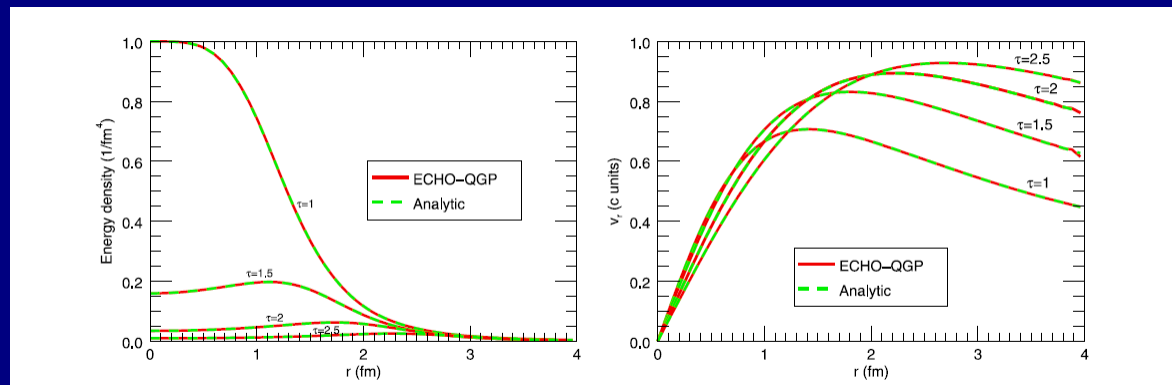 Energy density (1/fm⁴)
1.0
0.8
0.6
0.4
0.2
0.0
τ=1
τ=1.5
τ=2
τ=2.5
ECHO-QGP
Analytic
0 1 2 3 4
r (fm)
vᵣ (c units)
1.0
0.8
0.6
0.4
0.2
0.0
τ=2.5
τ=2
τ=1.5
τ=1
ECHO-QGP
Analytic
0 1 2 3 4
r (fm)